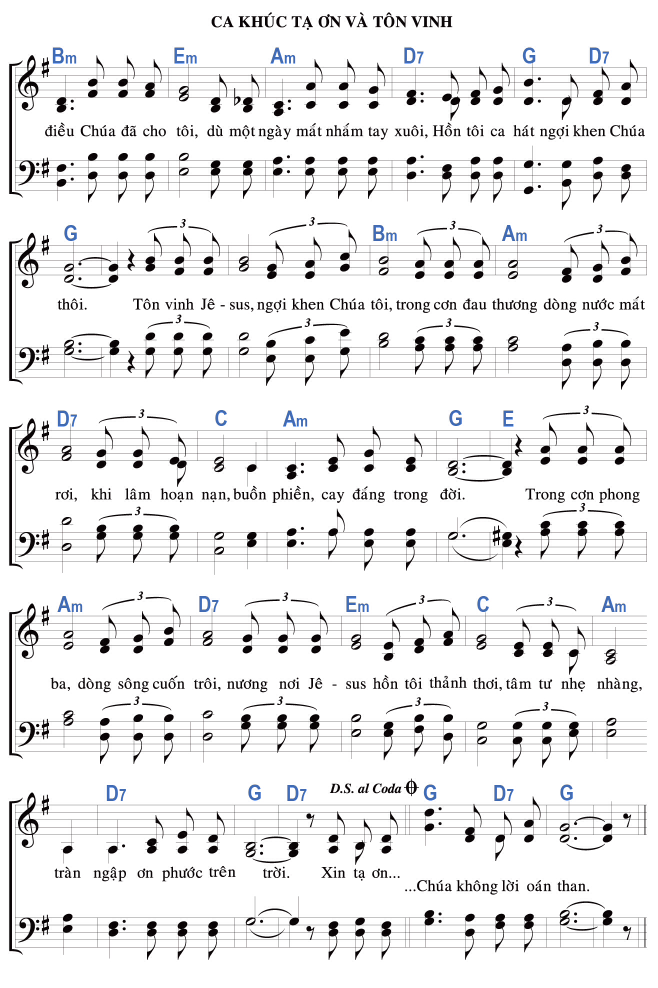 CA KHÚC TẠ ƠN VÀ TÔN VINH
Bm Em Am D7 G D7
điều Chúa đã cho tôi, dù một ngày mất nhấm tay xuôi, Hồn tôi ca hát ngợi khen Chúa
G 3 3 Bm 3 Am 3
thôi. Tôn vinh Jê - sus, ngợi khen Chúa tôi, trong cơn đau thương dòng nước mất
3 3 3 3
D7 3 C Am G E 3
rơi, khi lâm hoạn nạn, buồn phiền, cay đáng trong đời. Trong cơn phong
3 3
Am 3 D7 3 Em 3 C 3 Am
ba, dòng sông cuốn trôi, nương nơi Jê - sus hồn tôi thảnh thơi, tâm tư nhẹ nhàng,
3 3 3 3
D7 G D7 D.S. al Coda G D7 G
tràn ngập ơn phước trên trời. Xin tạ ơn...
...Chúa không lời oán than.